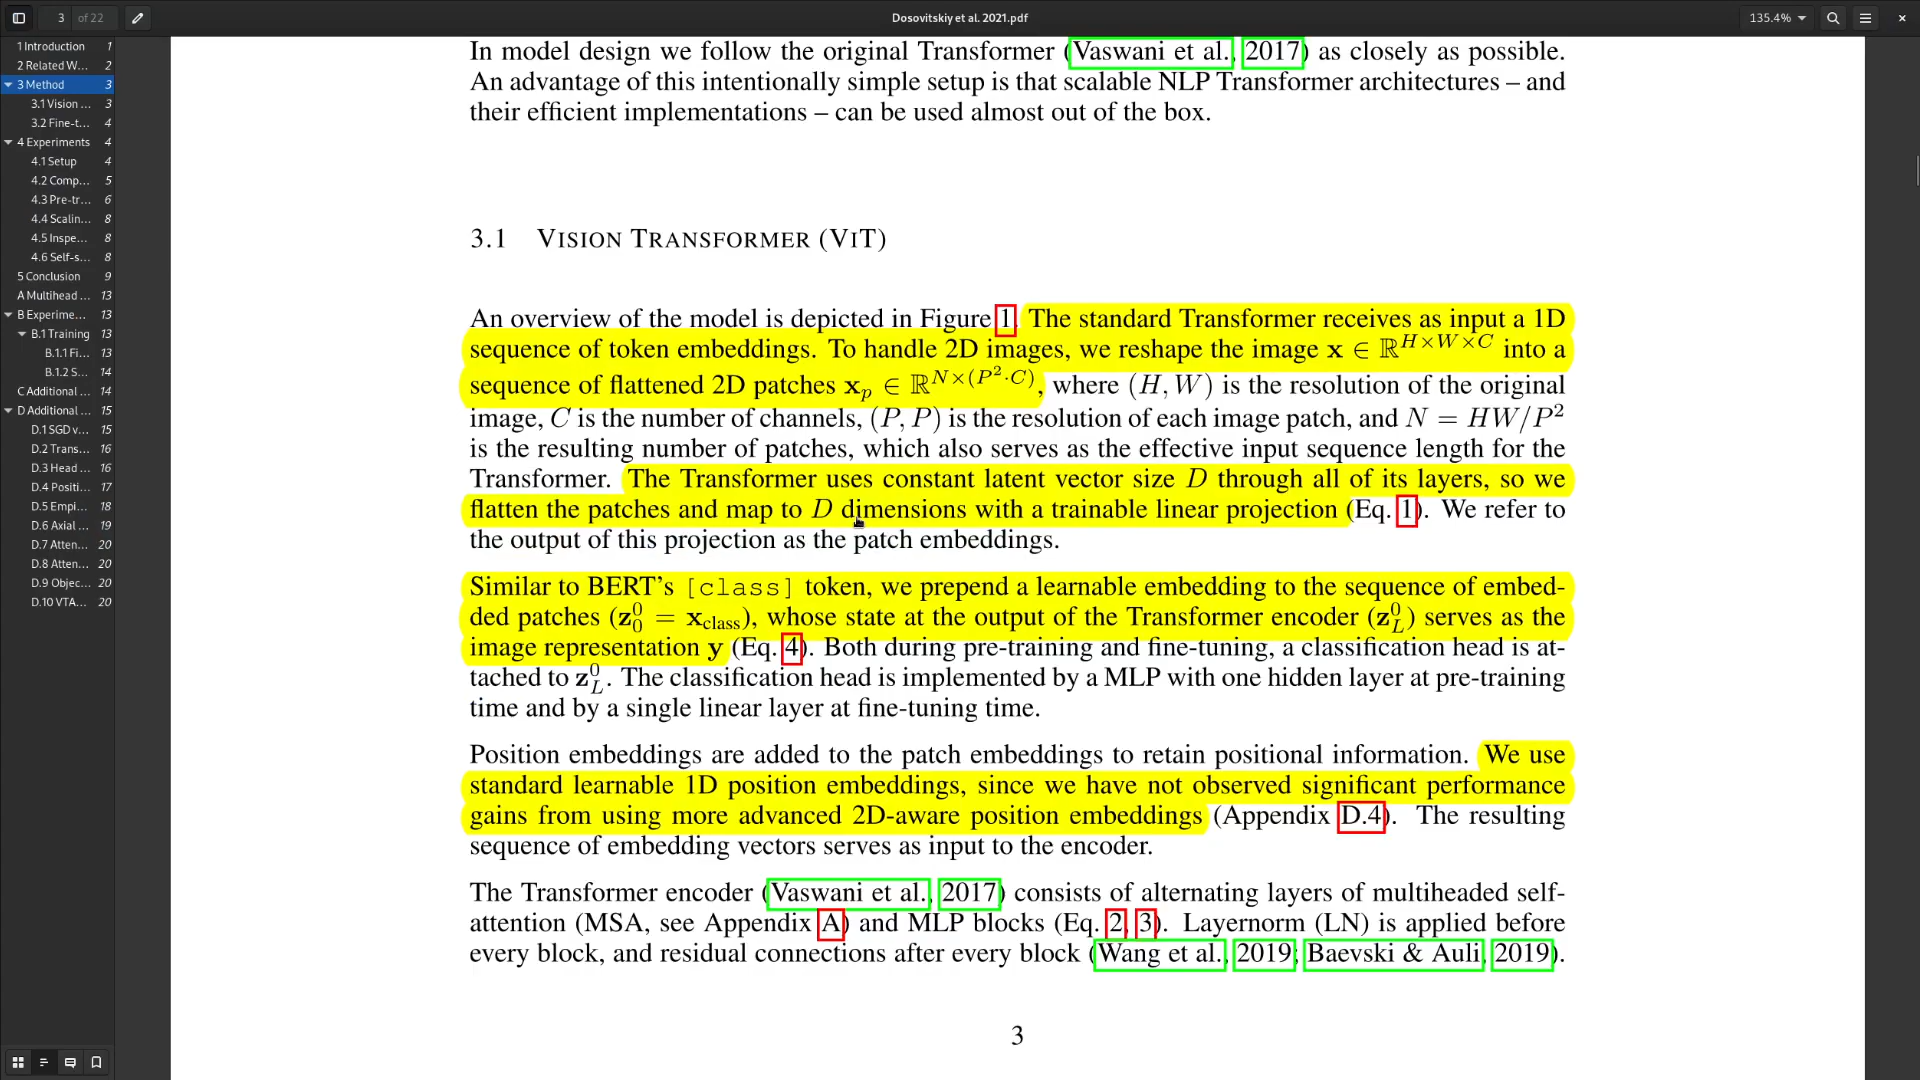 3 of 22
Dosovitskiy et al. 2021.pdf
135.4%
1 Introduction 1
2 Related W... 2
3 Method 3
3.1 Vision ... 3
3.2 Fine-t... 4
4 Experiments 4
4.1 Setup 4
4.2 Comp... 5
4.3 Pre-tr... 6
4.4 Scalin... 8
4.5 Inspe... 8
4.6 Self-s... 8
5 Conclusion 9
A Multihead ... 13
B Experime... 13
B.1 Training 13
B.1.1 Fi... 13
B.1.2 S... 14
C Additional ... 14
D Additional ... 15
D.1 SGD v... 15
D.2 Trans... 16
D.3 Head ... 16
D.4 Positi... 17
D.5 Empi... 18
D.6 Axial ... 19
D.7 Atten... 20
D.8 Atten... 20
D.9 Objec... 20
D.10 VTA... 20
In model design we follow the original Transformer (Vaswani et al., 2017) as closely as possible.
An advantage of this intentionally simple setup is that scalable NLP Transformer architectures – and
their efficient implementations – can be used almost out of the box.
3.1 VISION TRANSFORMER (VIT)
An overview of the model is depicted in Figure 1. The standard Transformer receives as input a 1D
sequence of token embeddings. To handle 2D images, we reshape the image x ∈ ℝ^{H×W×C} into a
sequence of flattened 2D patches x_p ∈ ℝ^{N×(P²·C)}, where (H, W) is the resolution of the original
image, C is the number of channels, (P, P) is the resolution of each image patch, and N = HW/P²
is the resulting number of patches, which also serves as the effective input sequence length for the
Transformer. The Transformer uses constant latent vector size D through all of its layers, so we
flatten the patches and map to D dimensions with a trainable linear projection (Eq. 1). We refer to
the output of this projection as the patch embeddings.
Similar to BERT's [class] token, we prepend a learnable embedding to the sequence of embed-
ded patches (z_0^0 = x_class), whose state at the output of the Transformer encoder (z_L^0) serves as the
image representation y (Eq. 4). Both during pre-training and fine-tuning, a classification head is at-
tached to z_L^0. The classification head is implemented by a MLP with one hidden layer at pre-training
time and by a single linear layer at fine-tuning time.
Position embeddings are added to the patch embeddings to retain positional information. We use
standard learnable 1D position embeddings, since we have not observed significant performance
gains from using more advanced 2D-aware position embeddings (Appendix D.4). The resulting
sequence of embedding vectors serves as input to the encoder.
The Transformer encoder (Vaswani et al., 2017) consists of alternating layers of multiheaded self-
attention (MSA, see Appendix A) and MLP blocks (Eq. 2, 3). Layernorm (LN) is applied before
every block, and residual connections after every block (Wang et al., 2019; Baevski & Auli, 2019).
3